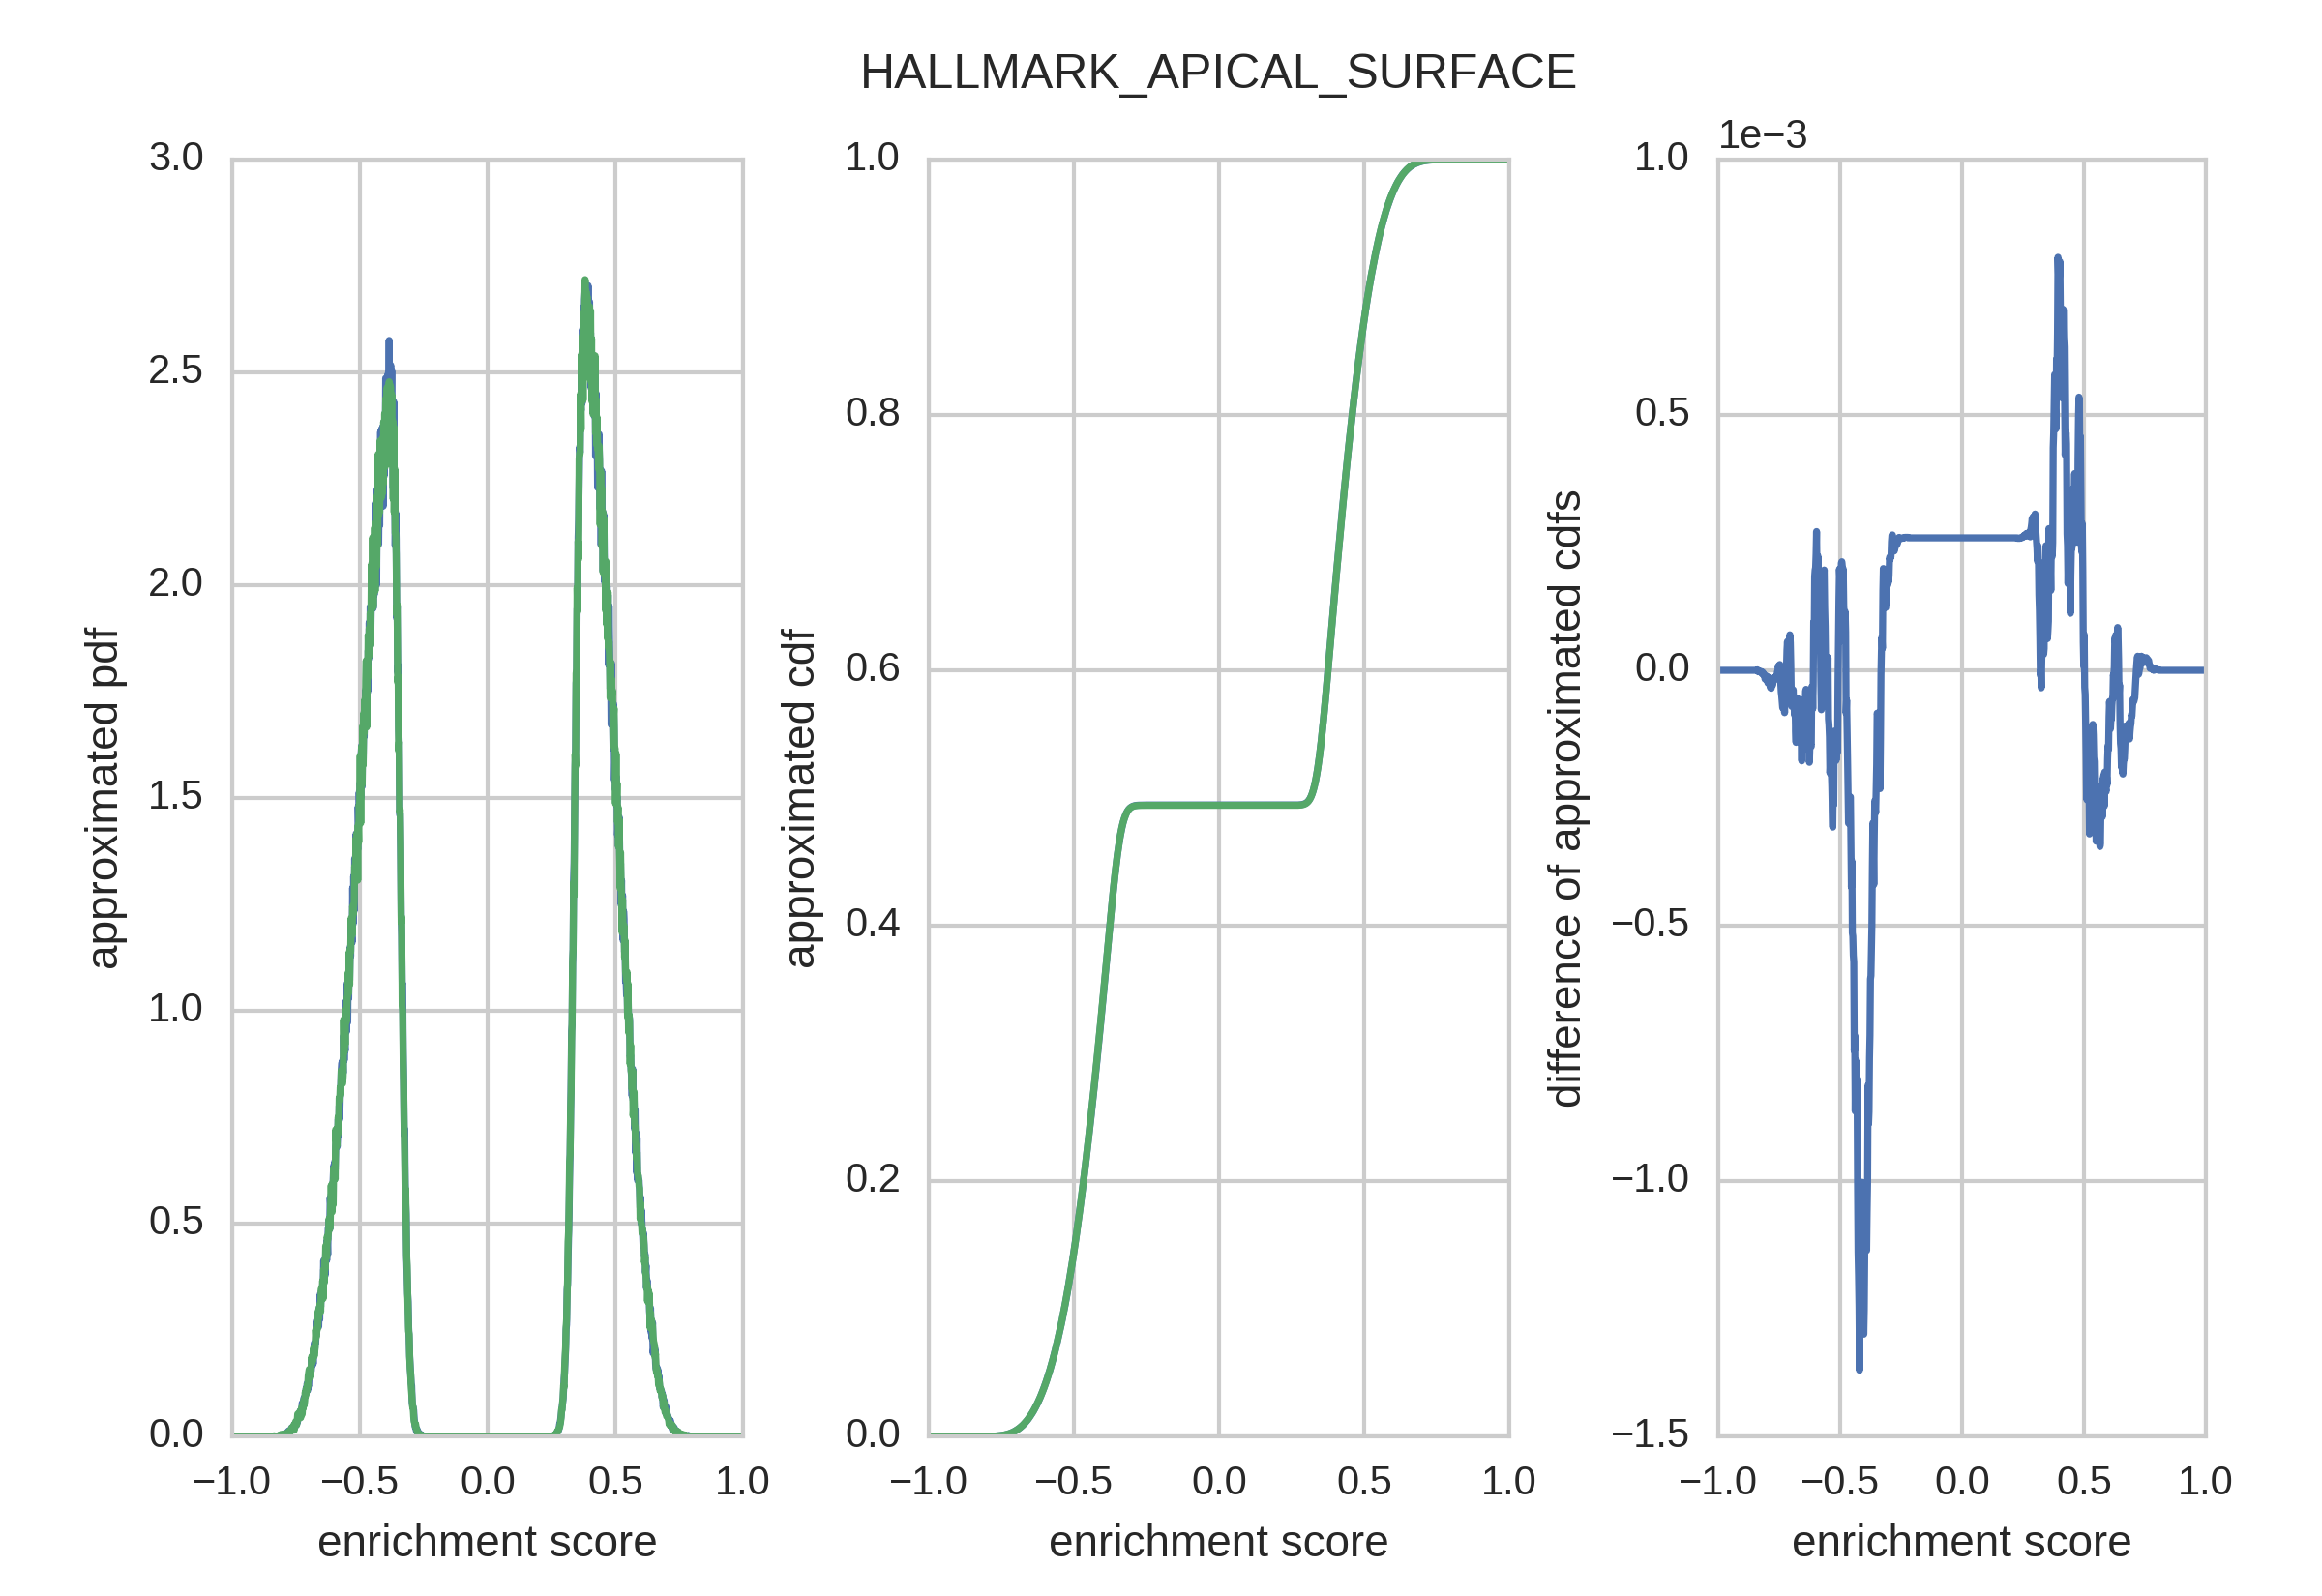 HALLMARK_APICAL_SURFACE
approximated pdf
3.0
2.5
2.0
1.5
1.0
0.5
0.0
−1.0 −0.5 0.0 0.5 1.0
enrichment score
approximated cdf
1.0
0.8
0.6
0.4
0.2
0.0
−1.0 −0.5 0.0 0.5 1.0
enrichment score
difference of approximated cdfs
1e−3
1.0
0.5
0.0
−0.5
−1.0
−1.5
−1.0 −0.5 0.0 0.5 1.0
enrichment score